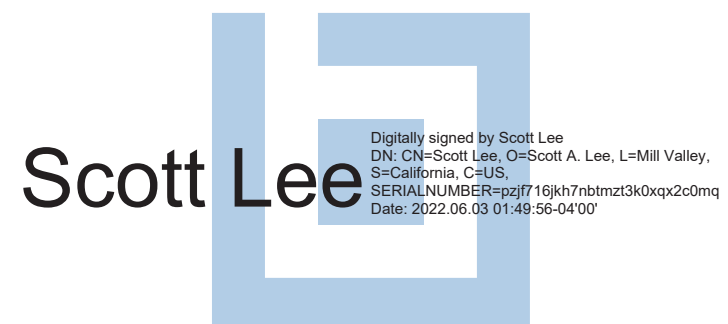 Scott Lee
Digitally signed by Scott Lee
DN: CN=Scott Lee, O=Scott A. Lee, L=Mill Valley,
S=California, C=US,
SERIALNUMBER=pzjf716jkh7nbtmzt3k0xqx2c0mq
Date: 2022.06.03 01:49:56-04'00'